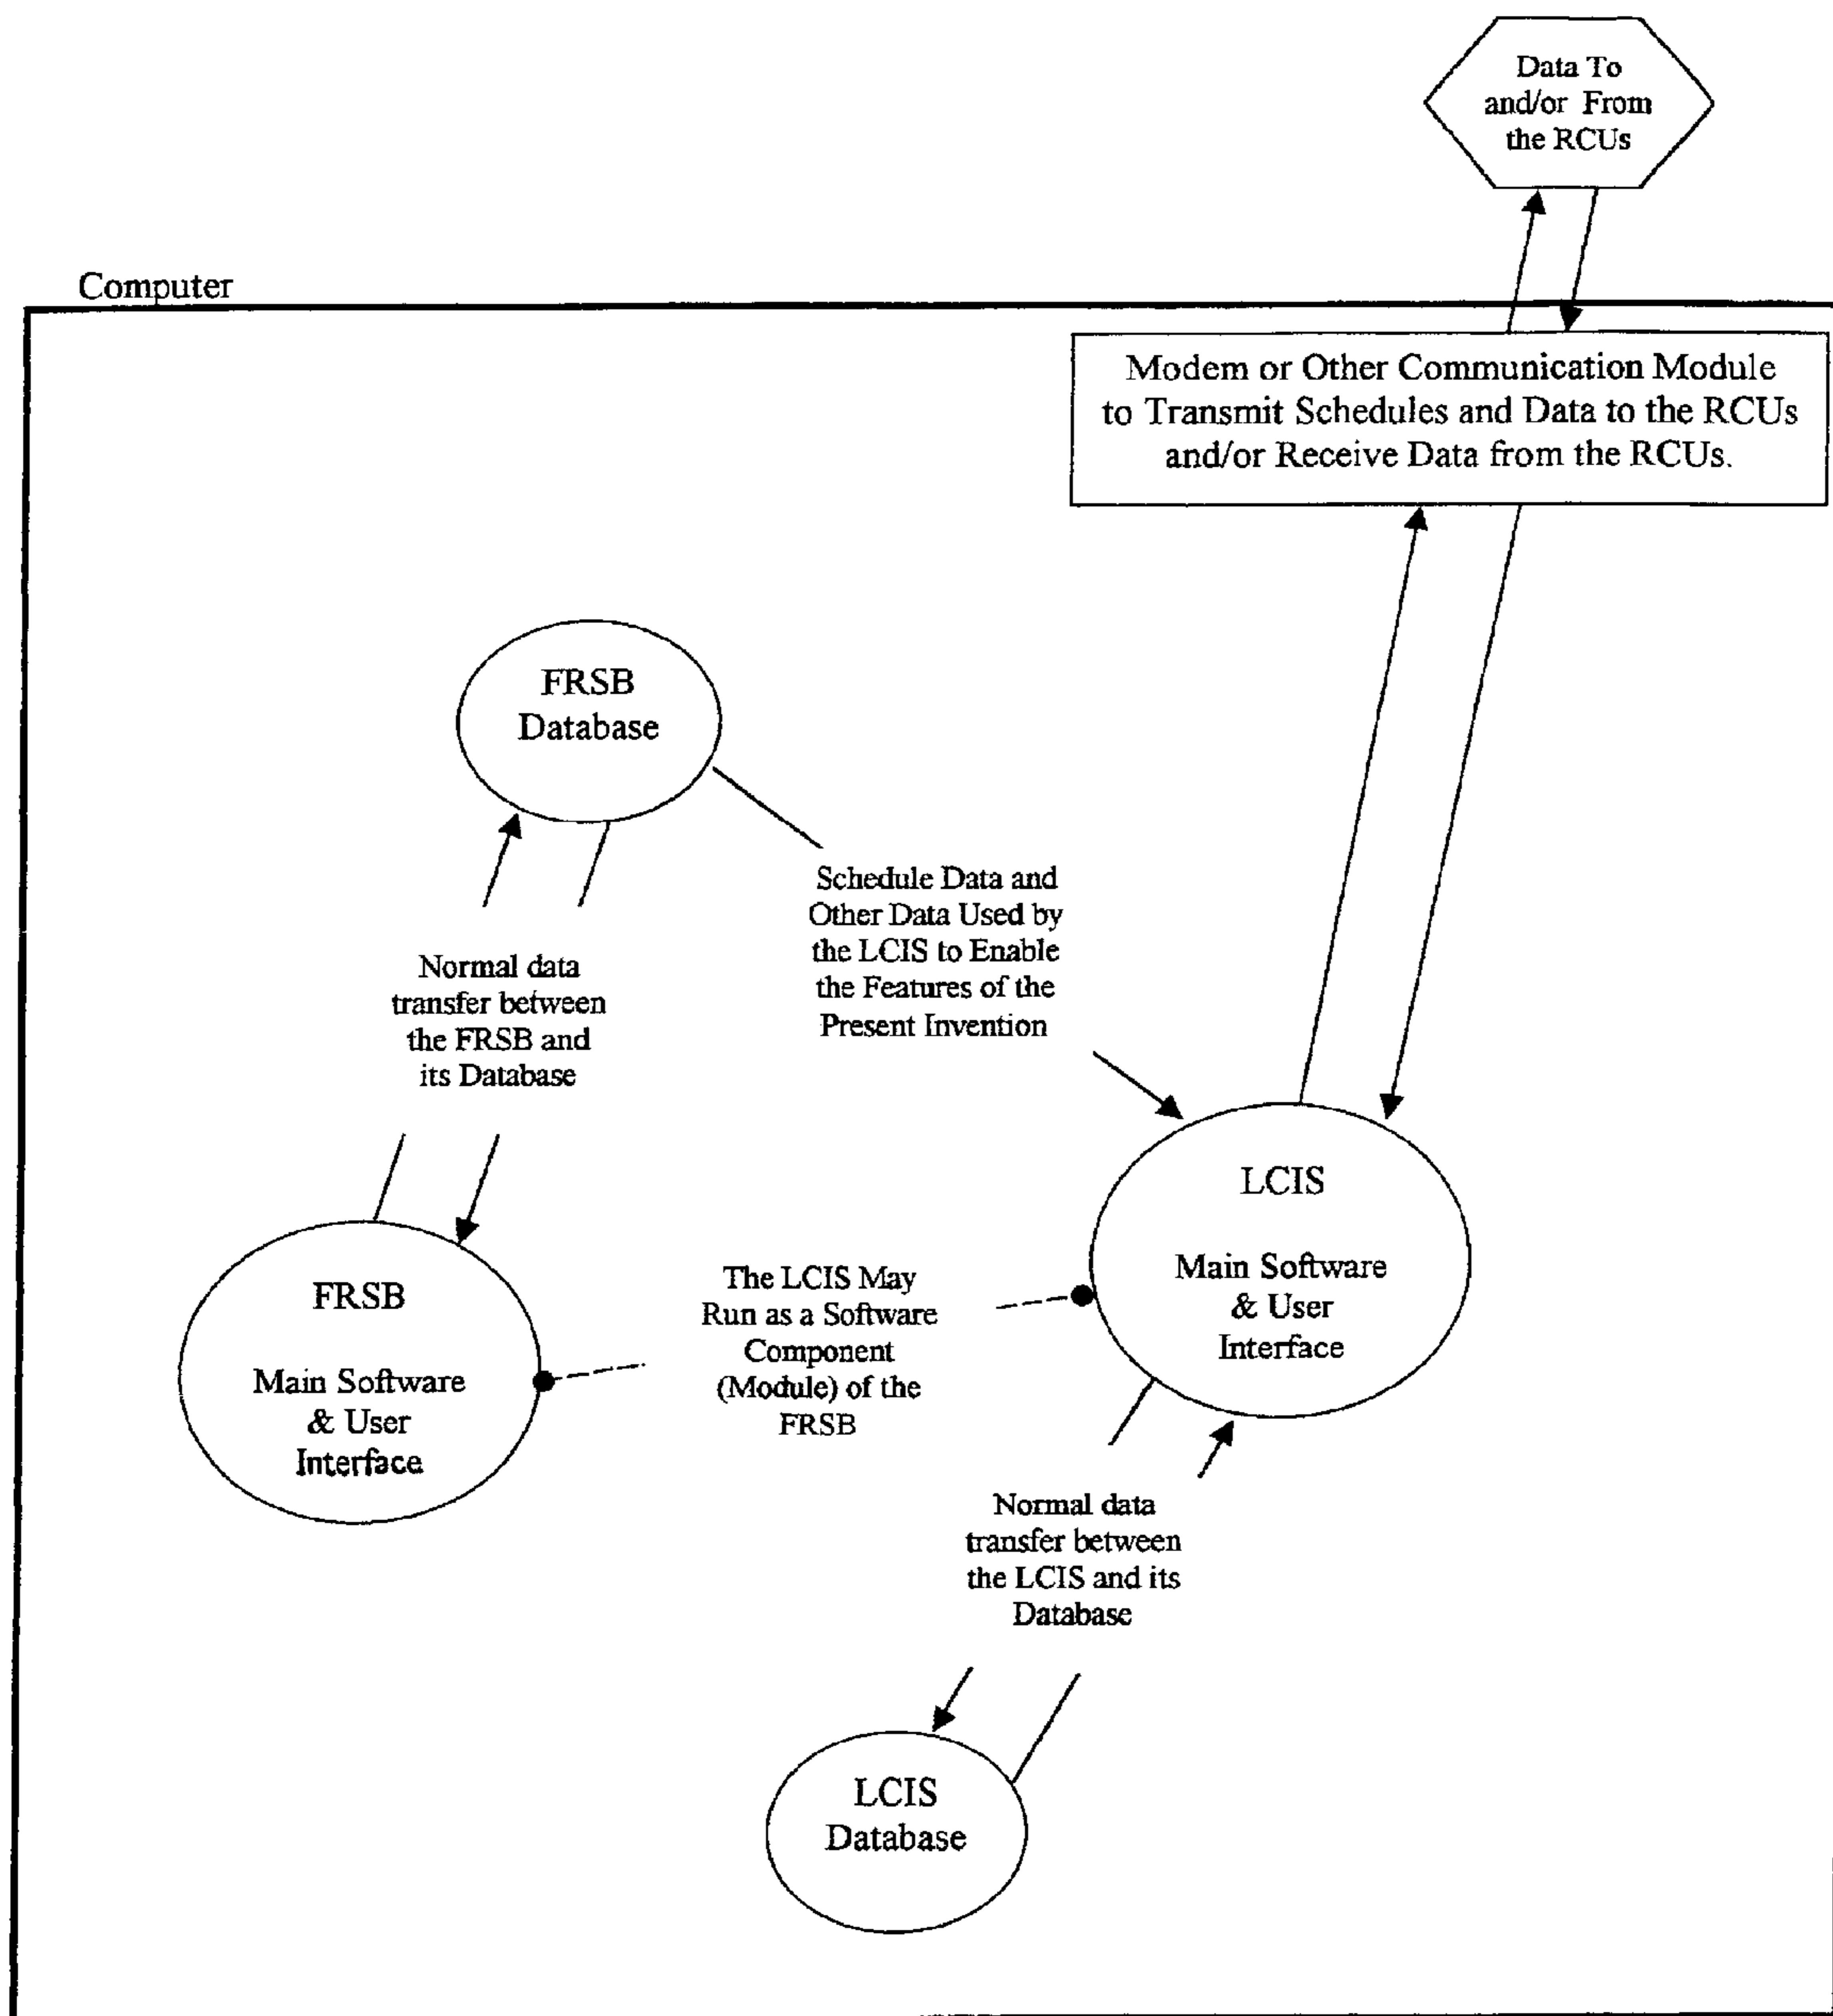 Data To
and/or From
the RCUs
Computer
Modem or Other Communication Module
to Transmit Schedules and Data to the RCUs
and/or Receive Data from the RCUs.
FRSB
Database
Schedule Data and
Other Data Used by
the LCIS to Enable
the Features of the
Present Invention
Normal data
transfer between
the FRSB and
its Database
LCIS
Main Software
& User
Interface
FRSB
Main Software
& User
Interface
The LCIS May
Run as a Software
Component
(Module) of the
FRSB
Normal data
transfer between
the LCIS and its
Database
LCIS
Database